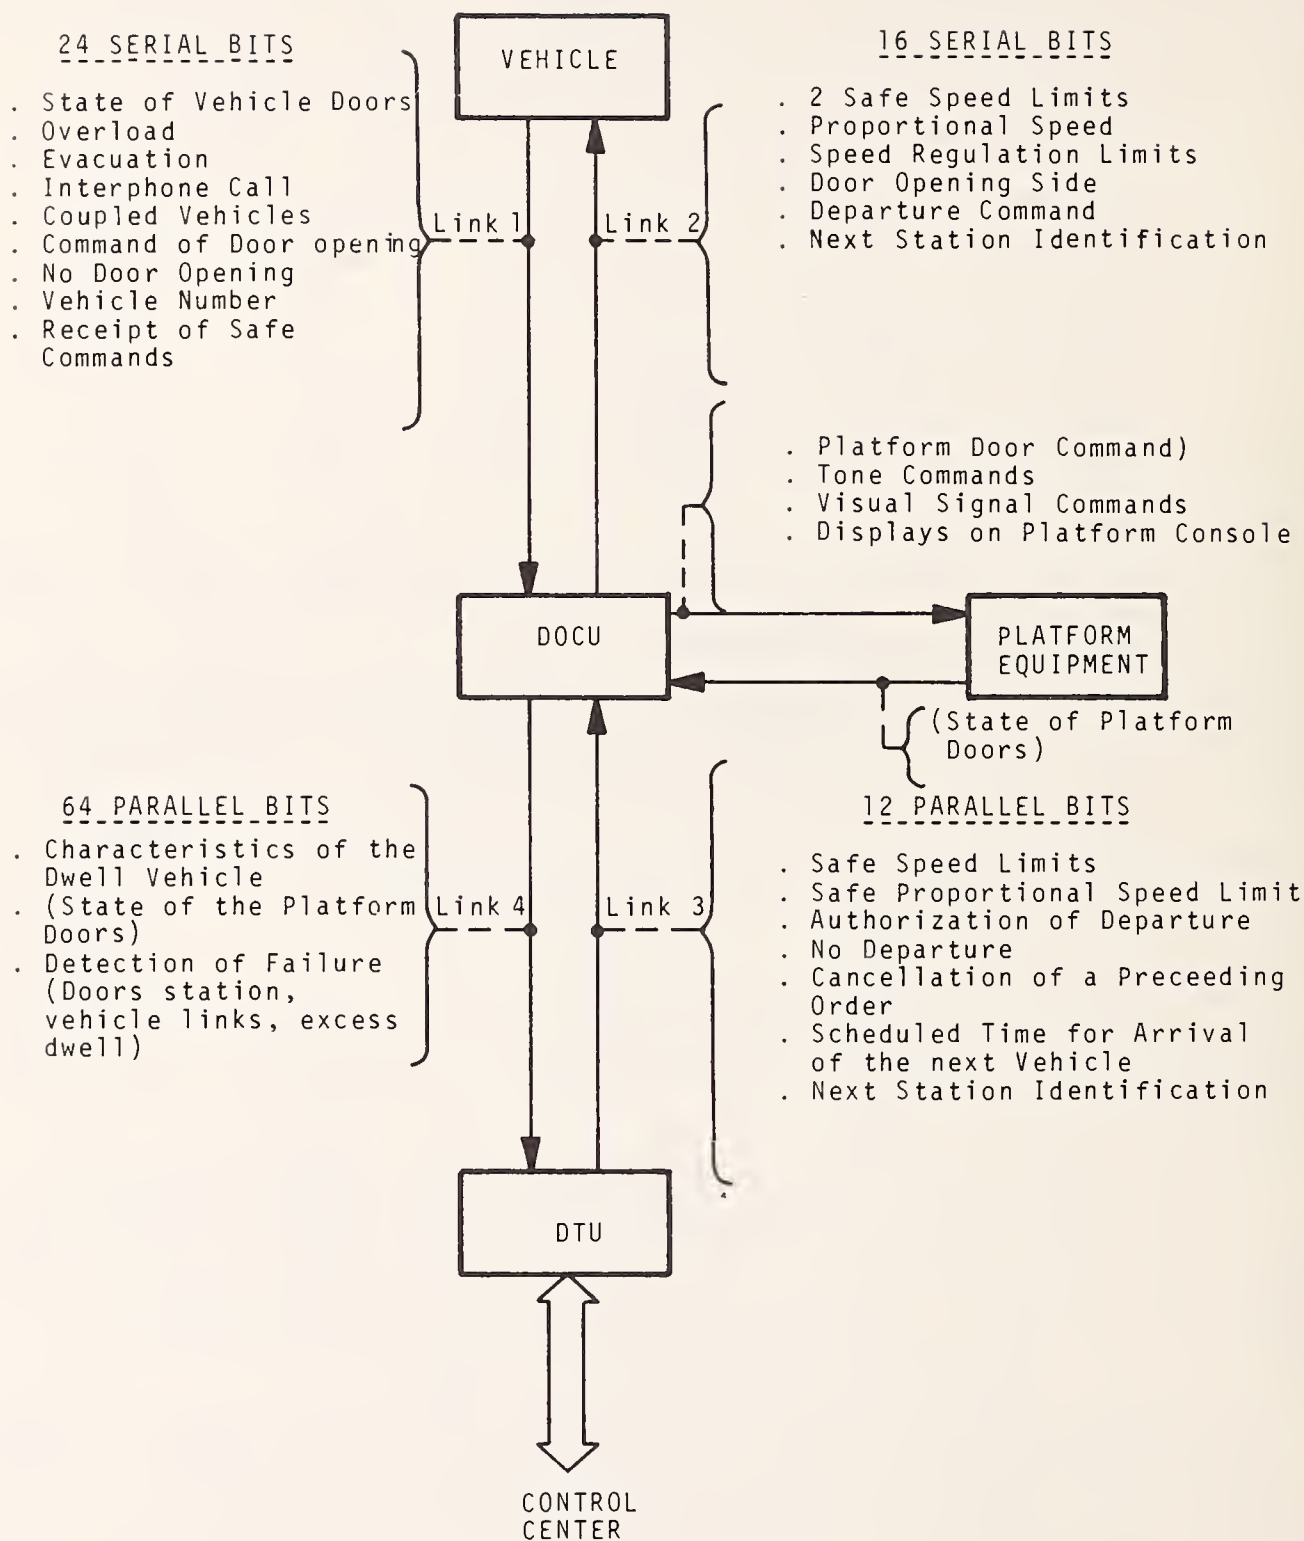 24 SERIAL BITS
. State of Vehicle Doors
. Overload
. Evacuation
. Interphone Call
. Coupled Vehicles
. Command of Door opening
. No Door Opening
. Vehicle Number
. Receipt of Safe
Commands
VEHICLE
Link 1
Link 2
16 SERIAL BITS
. 2 Safe Speed Limits
. Proportional Speed
. Speed Regulation Limits
. Door Opening Side
. Departure Command
. Next Station Identification
. Platform Door Command)
. Tone Commands
. Visual Signal Commands
. Displays on Platform Console
DOCU
PLATFORM
EQUIPMENT
(State of Platform
Doors)
64 PARALLEL BITS
. Characteristics of the
Dwell Vehicle
. (State of the Platform
Doors)
. Detection of Failure
(Doors station,
vehicle links, excess
dwell)
Link 4
Link 3
12 PARALLEL BITS
. Safe Speed Limits
. Safe Proportional Speed Limit
. Authorization of Departure
. No Departure
. Cancellation of a Preceeding
Order
. Scheduled Time for Arrival
of the next Vehicle
. Next Station Identification
DTU
CONTROL
CENTER